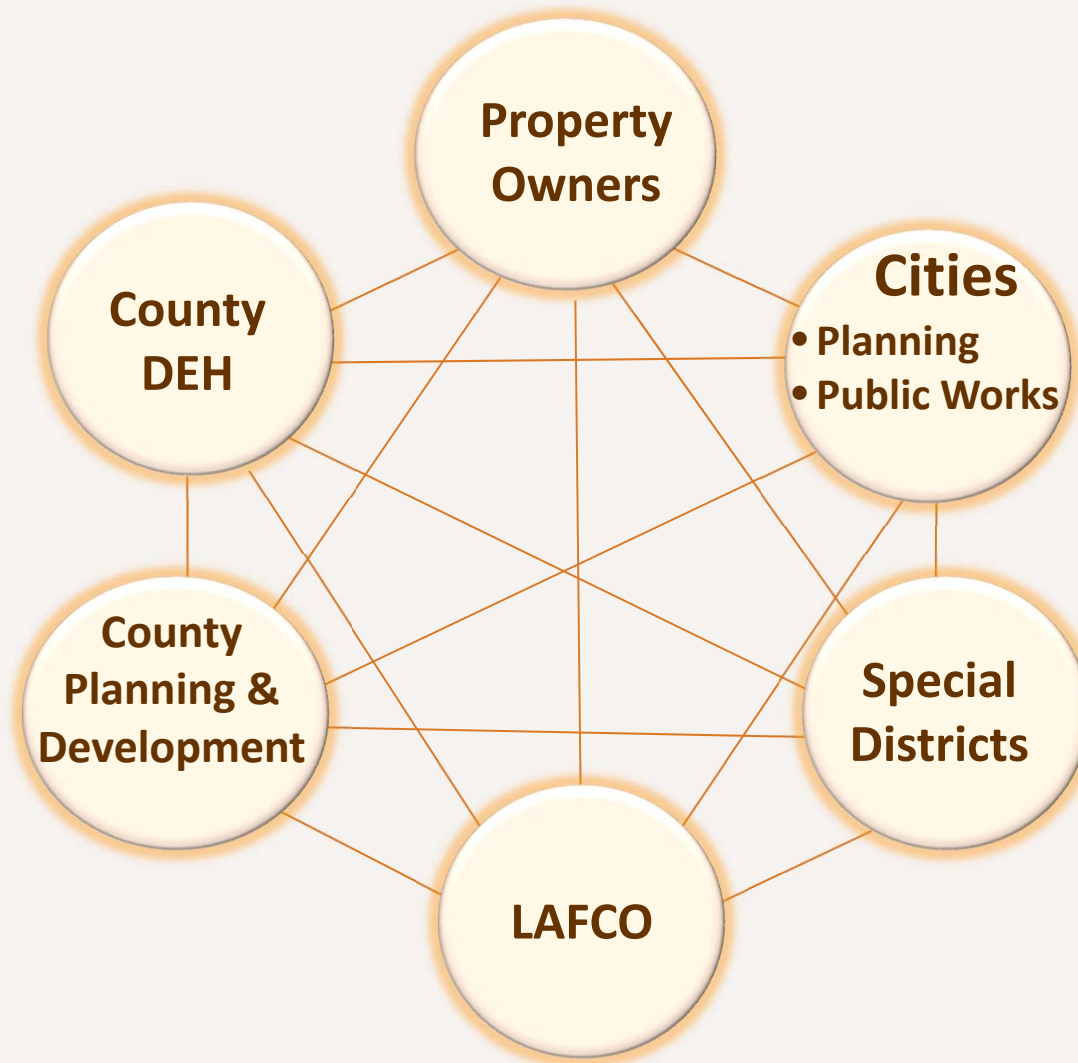 Property
Owners
County
DEH
Cities
• Planning
• Public Works
County
Planning &
Development
Special
Districts
LAFCO